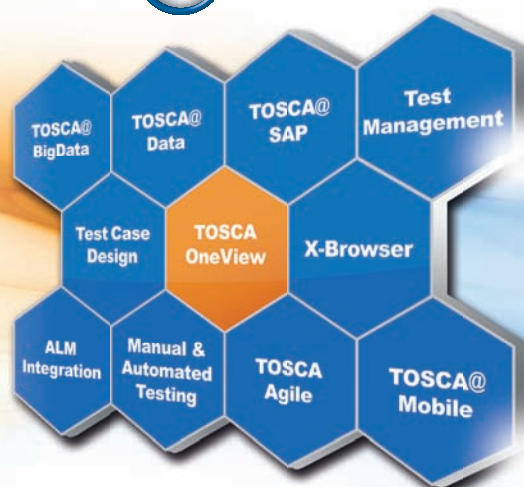 TOSCA@
BigData
TOSCA@
Data
TOSCA@
SAP
Test
Management
Test Case
Design
TOSCA
OneView
X-Browser
ALM
Integration
Manual &
Automated
Testing
TOSCA
Agile
TOSCA@
Mobile